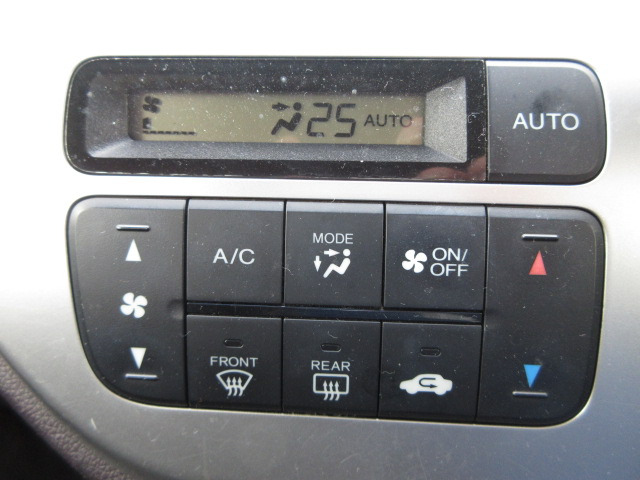 25 AUTO
AUTO
A/C
MODE
ON/
OFF
FRONT
REAR